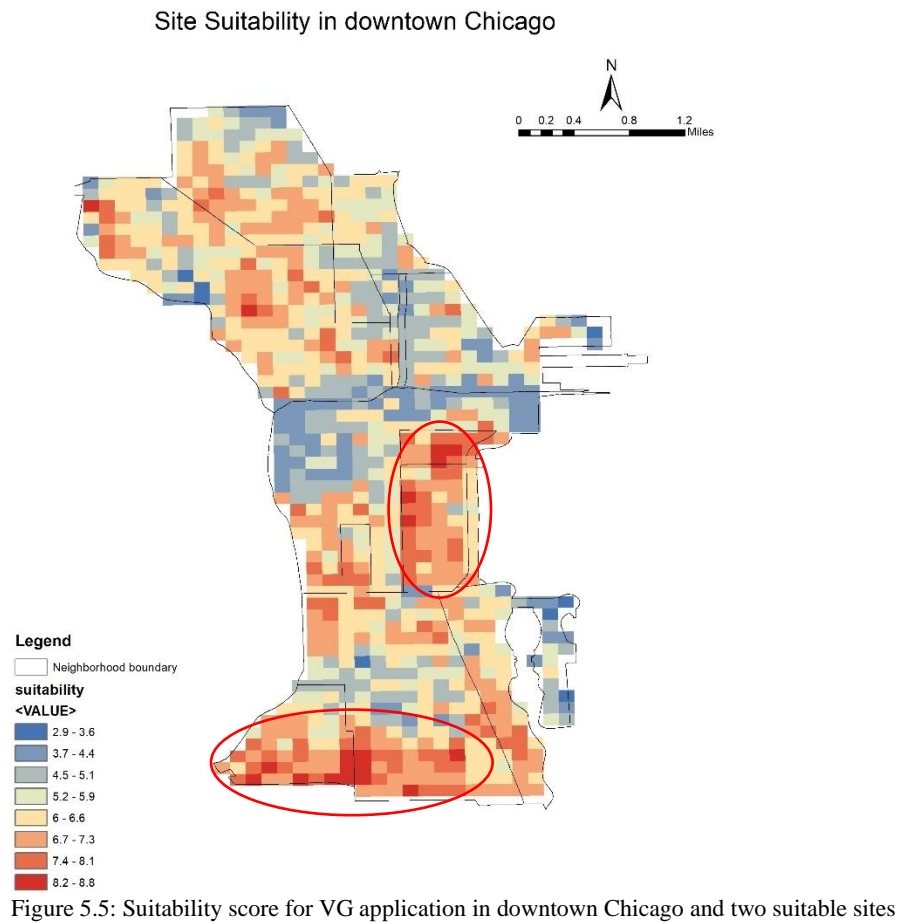 Site Suitability in downtown Chicago
N
0 0.2 0.4 0.8 1.2
Miles
Legend
Neighborhood boundary
suitability
<VALUE>
2.9 - 3.6
3.7 - 4.4
4.5 - 5.1
5.2 - 5.9
6 - 6.6
6.7 - 7.3
7.4 - 8.1
8.2 - 8.8
Figure 5.5: Suitability score for VG application in downtown Chicago and two suitable sites